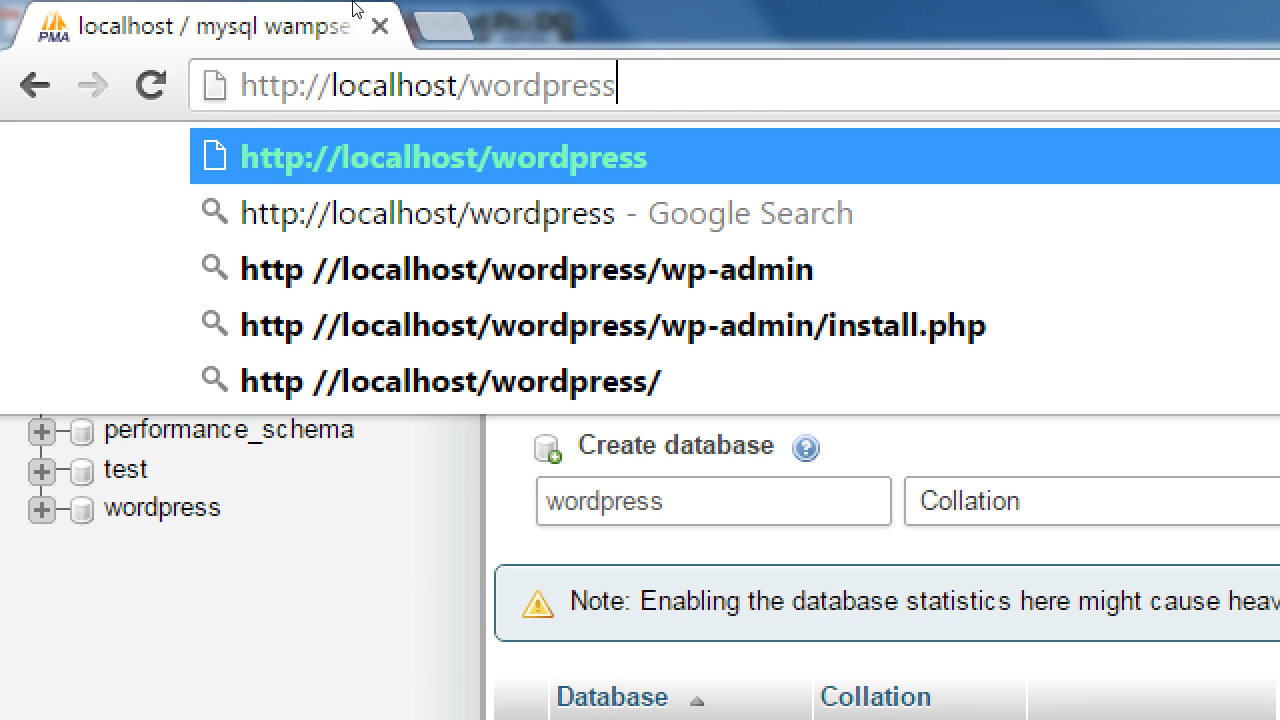 localhost / mysql wampse
PMA
http://localhost/wordpress
http://localhost/wordpress
http://localhost/wordpress - Google Search
http //localhost/wordpress/wp-admin
http //localhost/wordpress/wp-admin/install.php
http //localhost/wordpress/
performance_schema
test
wordpress
Create database
wordpress
Collation
Note: Enabling the database statistics here might cause heav
Database
Collation